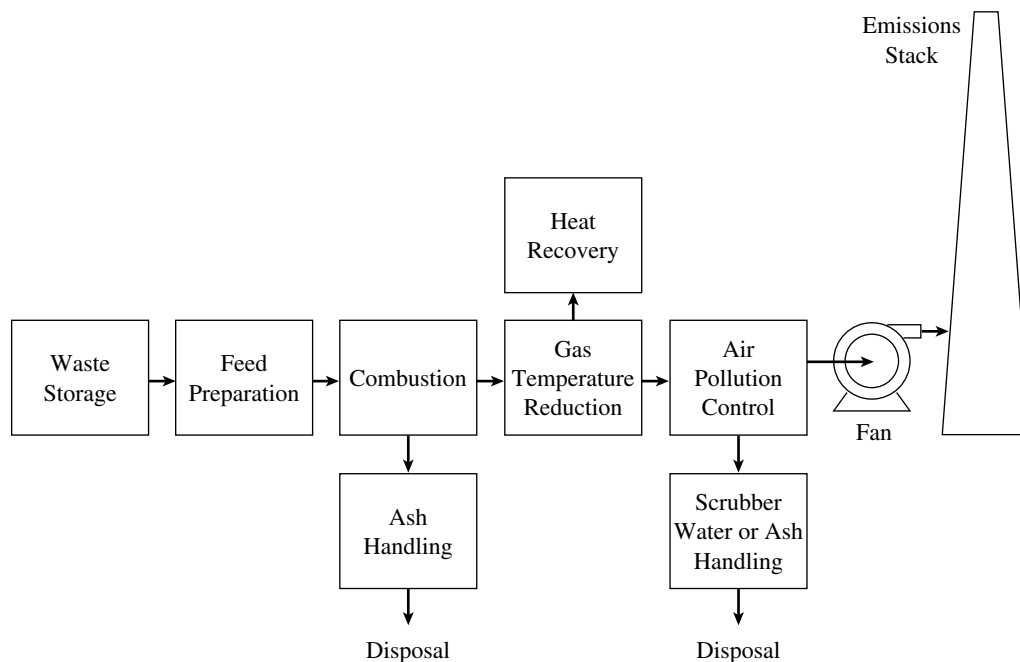 Emissions
Stack
Heat
Recovery
Waste
Storage
Feed
Preparation
Combustion
Gas
Temperature
Reduction
Air
Pollution
Control
Fan
Ash
Handling
Scrubber
Water or Ash
Handling
Disposal
Disposal